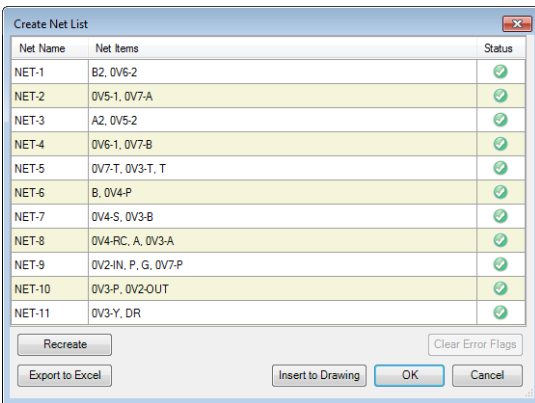 Create Net List
Net Name Net Items Status
NET-1 B2, 0V6-2
NET-2 0V5-1, 0V7-A
NET-3 A2, 0V5-2
NET-4 0V6-1, 0V7-B
NET-5 0V7-T, 0V3-T, T
NET-6 B, 0V4-P
NET-7 0V4-S, 0V3-B
NET-8 0V4-RC, A, 0V3-A
NET-9 0V2-IN, P, G, 0V7-P
NET-10 0V3-P, 0V2-OUT
NET-11 0V3-Y, DR
Recreate Clear Error Flags
Export to Excel Insert to Drawing OK Cancel